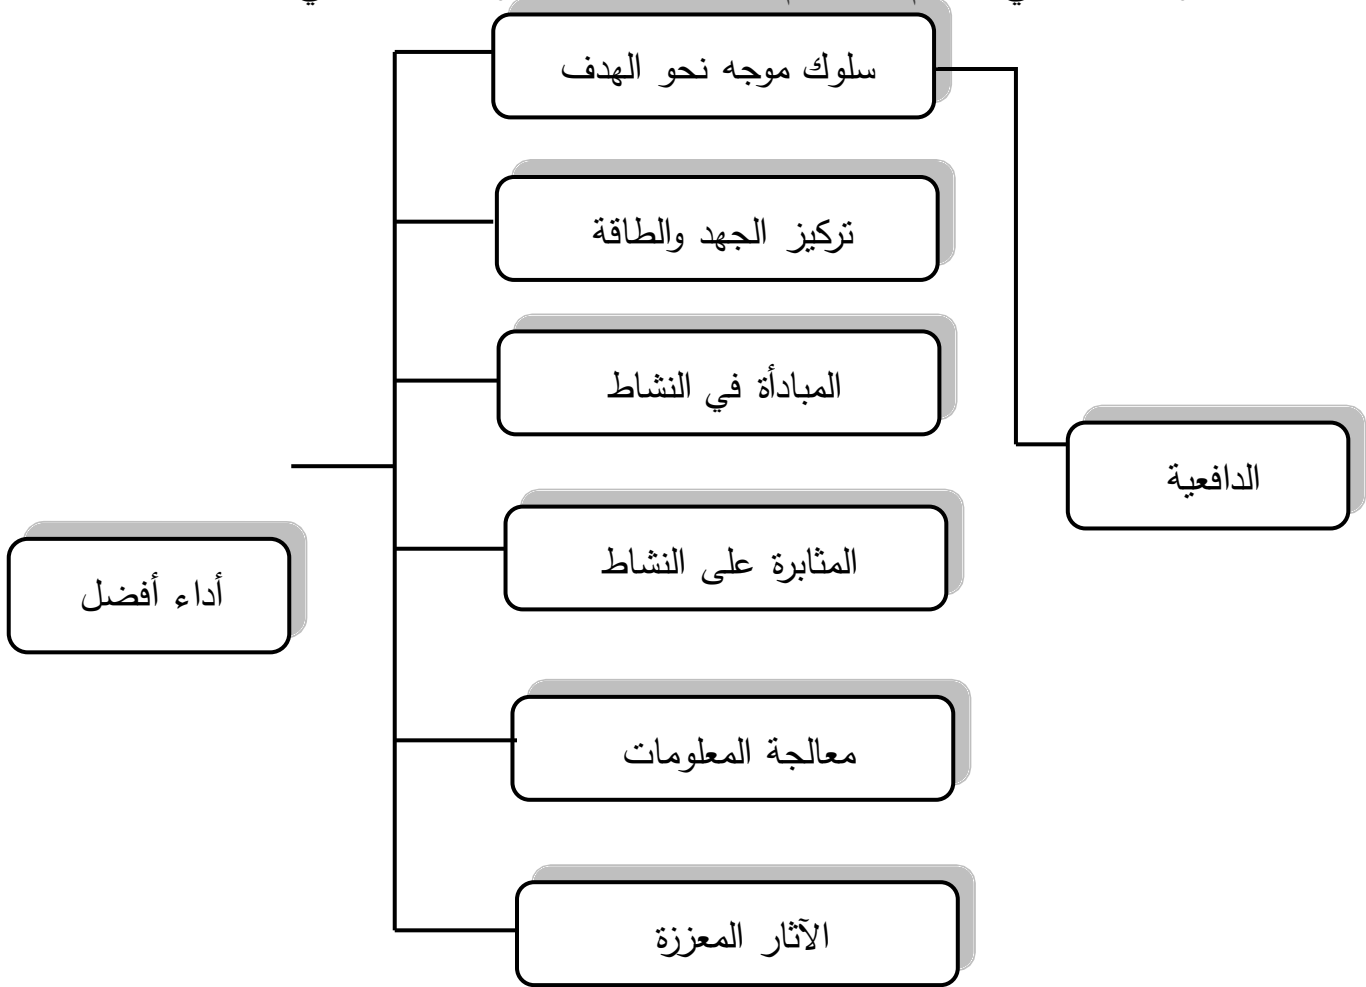 سلوك موجه نحو الهدف
تركيز الجهد والطاقة
المبادأة في النشاط
الدافعية
المثابرة على النشاط
أداء أفضل
معالجة المعلومات
الآثار المعززة